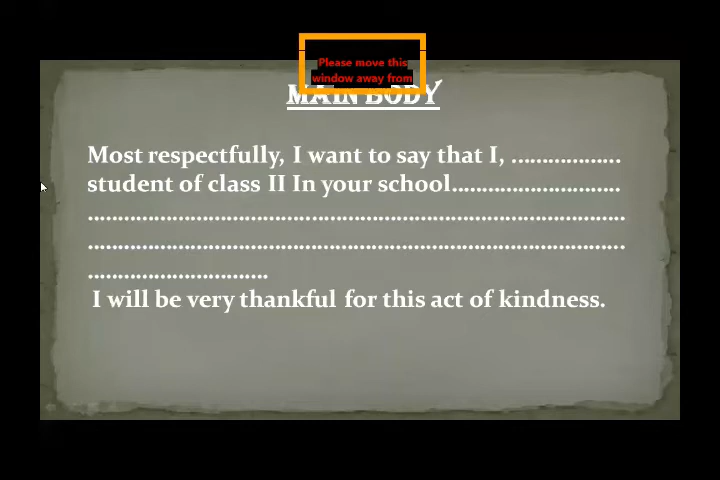 Please move this
window away from
MAIN BODY
Most respectfully, I want to say that I, ..................
student of class II In your school............................
..........................................................................................
..........................................................................................
..............................
I will be very thankful for this act of kindness.